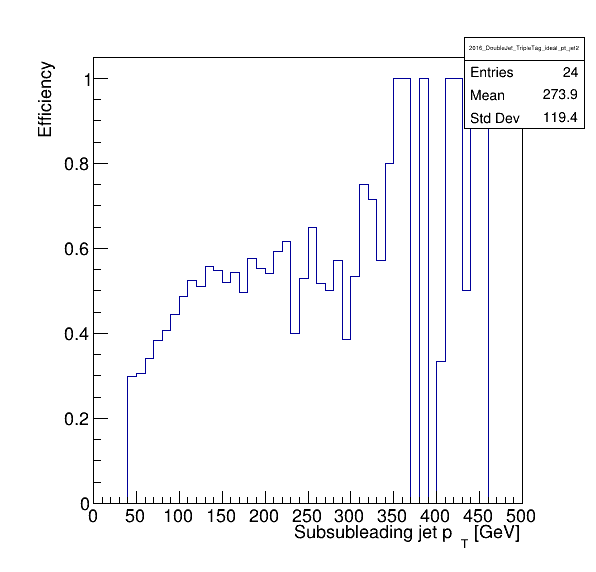 2016_DoubleJet_TripleTag_Ideal_pt_jet2
Entries 24
Mean 273.9
Std Dev 119.4
Efficiency
1
0.8
0.6
0.4
0.2
0
0 50 100 150 200 250 300 350 400 450 500
Subsubleading jet p T [GeV]